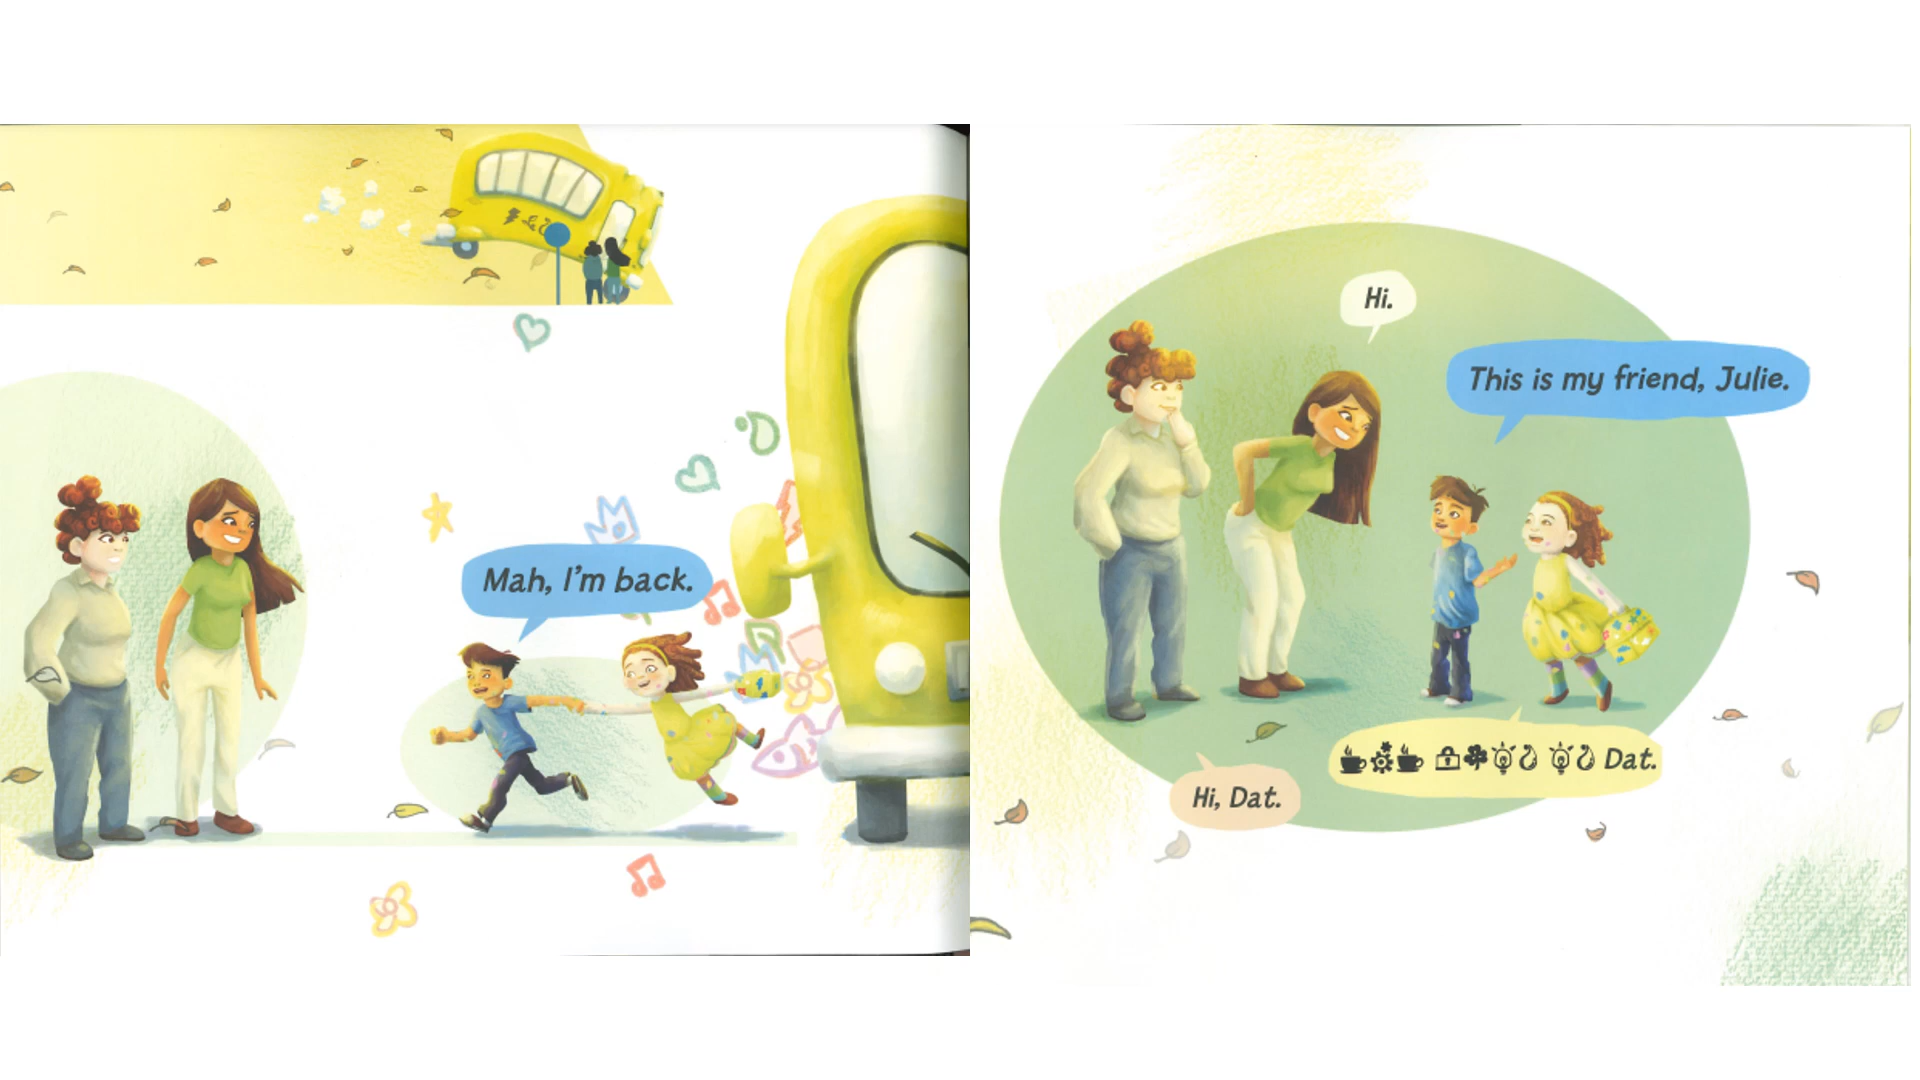 Mah, I'm back.
Hi.
This is my friend, Julie.
Dat.
Hi, Dat.